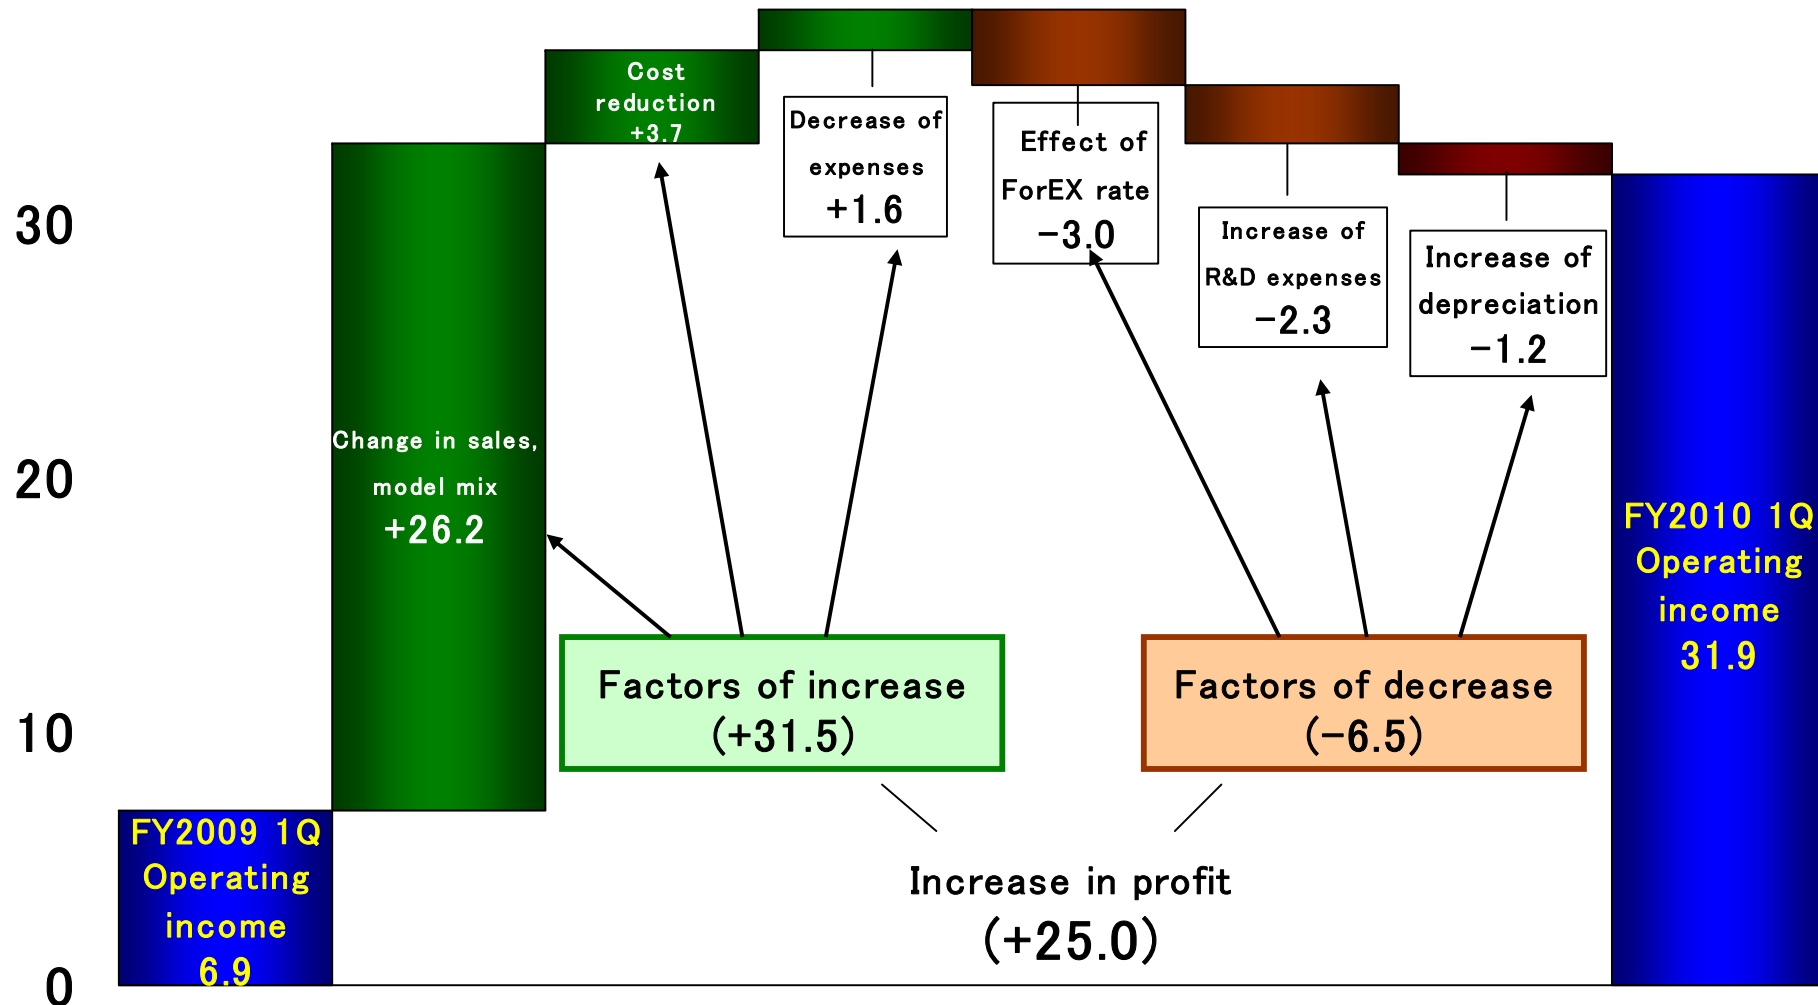 30
20
10
0
FY2009 1Q
Operating
income
6.9
Change in sales,
model mix
+26.2
Cost
reduction
+3.7
Decrease of
expenses
+1.6
Effect of
ForEX rate
−3.0
Increase of
R&D expenses
−2.3
Increase of
depreciation
−1.2
FY2010 1Q
Operating
income
31.9
Factors of increase
(+31.5)
Factors of decrease
(−6.5)
Increase in profit
(+25.0)